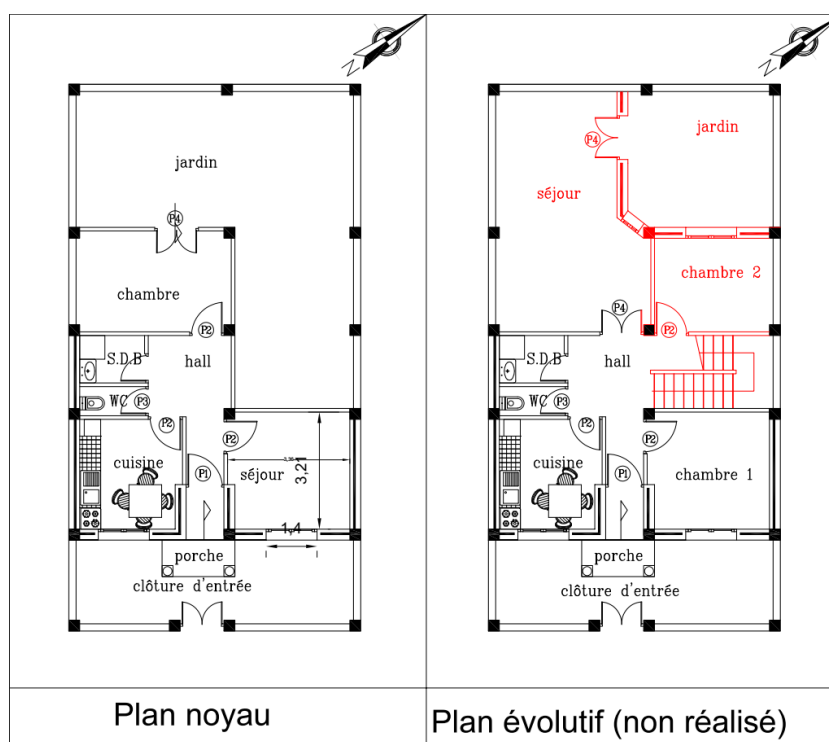 N
jardin
P4
chambre
P2
S.D.B
hall
WC
P3
P2
P2
cuisine
P1
séjour
3,21
1,4
porche
clôture d'entrée
Plan noyau
N
jardin
P4
séjour
chambre 2
P4
P2
S.D.B
hall
WC
P3
P2
P2
cuisine
P1
chambre 1
porche
clôture d'entrée
Plan évolutif (non réalisé)